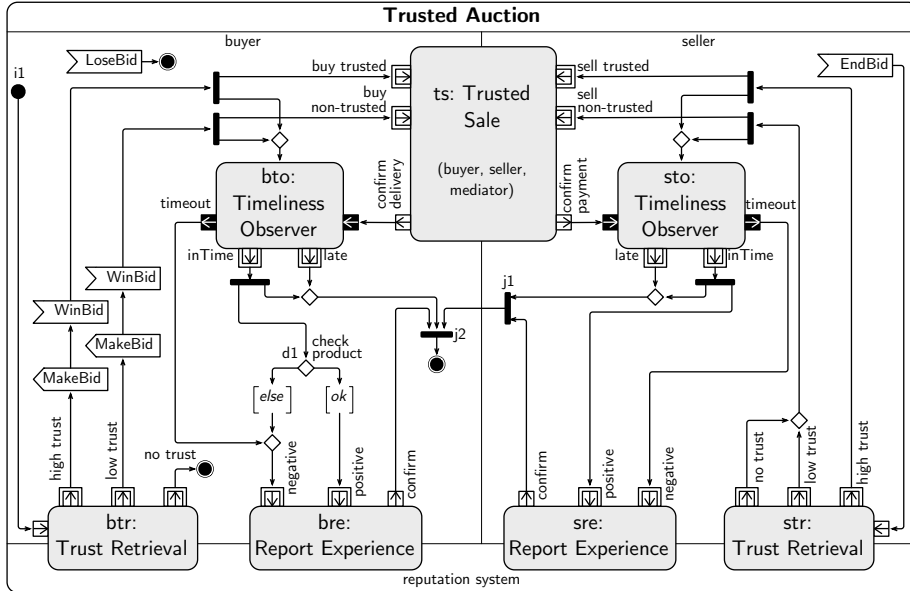 Trusted Auction
buyer
seller
LoseBid
EndBid
i1
buy trusted
sell trusted
buy
non-trusted
sell
non-trusted
ts: Trusted
Sale
(buyer, seller,
mediator)
confirm
delivery
confirm
payment
bto:
Timeliness
Observer
sto:
Timeliness
Observer
timeout
timeout
inTime
late
late
inTime
WinBid
WinBid
MakeBid
MakeBid
j1
j2
check
product
d1
[else]
[ok]
high trust
low trust
no trust
negative
positive
confirm
confirm
positive
negative
no trust
low trust
high trust
btr:
Trust Retrieval
bre:
Report Experience
sre:
Report Experience
str:
Trust Retrieval
reputation system